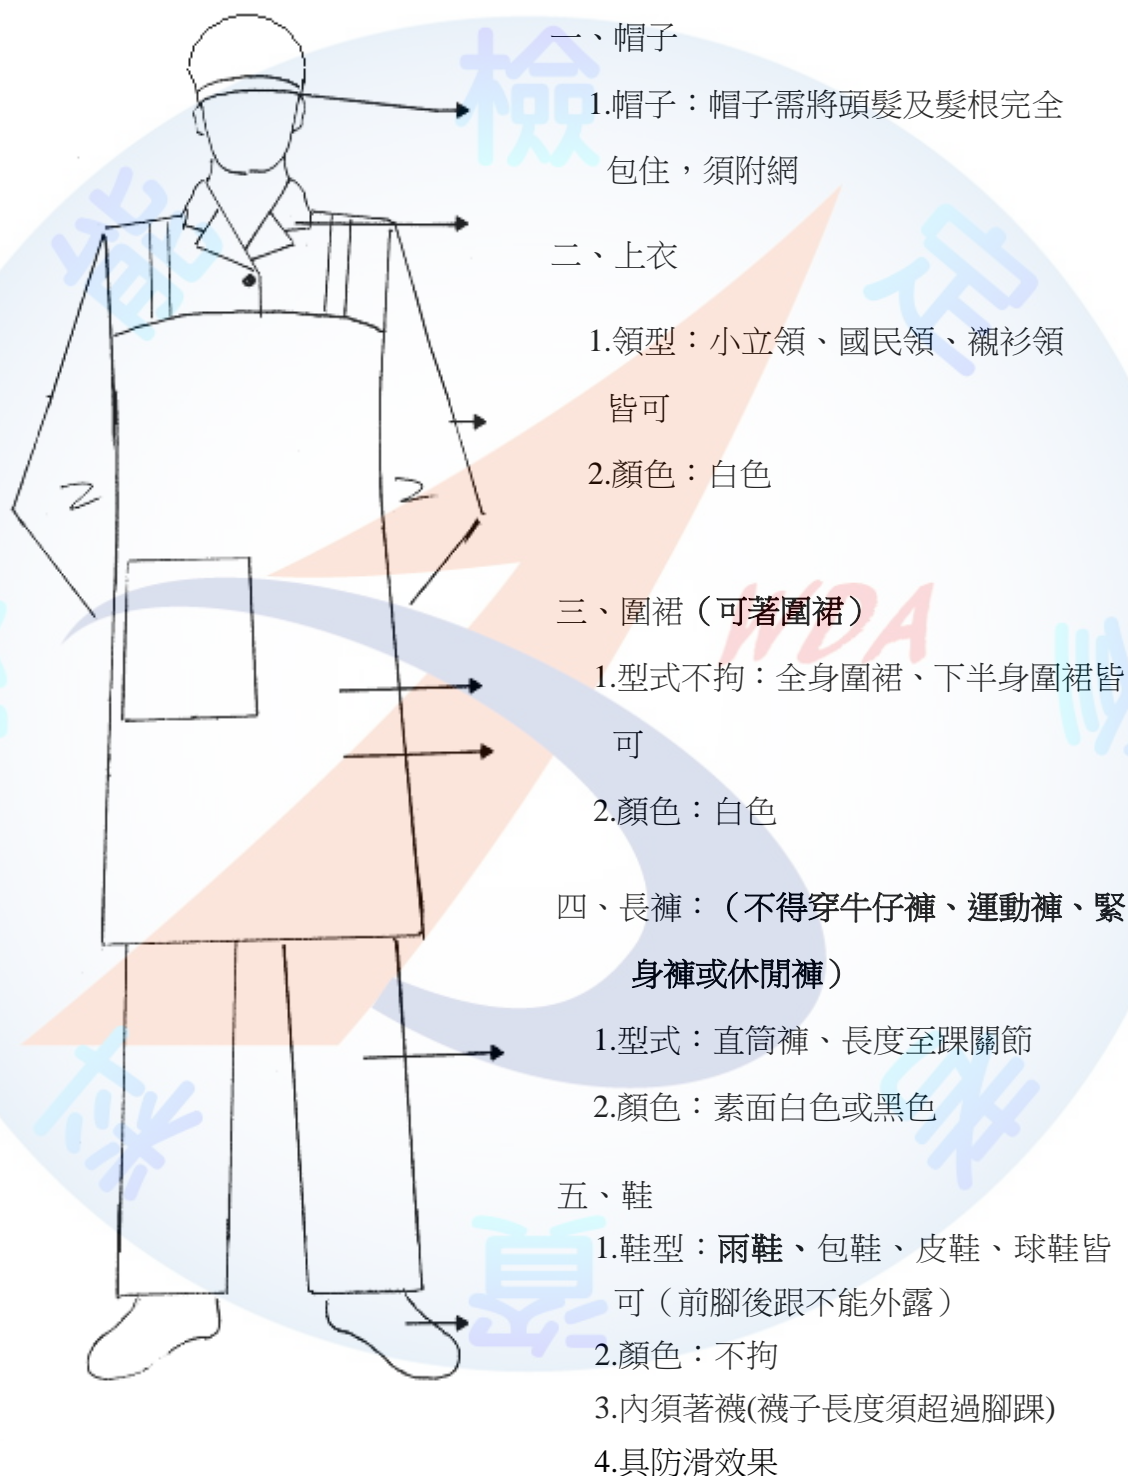 一、帽子
1.帽子：帽子需將頭髮及髮根完全
包住，須附網
二、上衣
1.領型：小立領、國民領、襯衫領
皆可
2.顏色：白色
三、圍裙（可著圍裙）
1.型式不拘：全身圍裙、下半身圍裙皆
可
2.顏色：白色
四、長褲：（不得穿牛仔褲、運動褲、緊
身褲或休閒褲）
1.型式：直筒褲、長度至踝關節
2.顏色：素面白色或黑色
五、鞋
1.鞋型：雨鞋、包鞋、皮鞋、球鞋皆
可（前腳後跟不能外露）
2.顏色：不拘
3.內須著襪(襪子長度須超過腳踝)
4.具防滑效果
能
檢
定
WDA